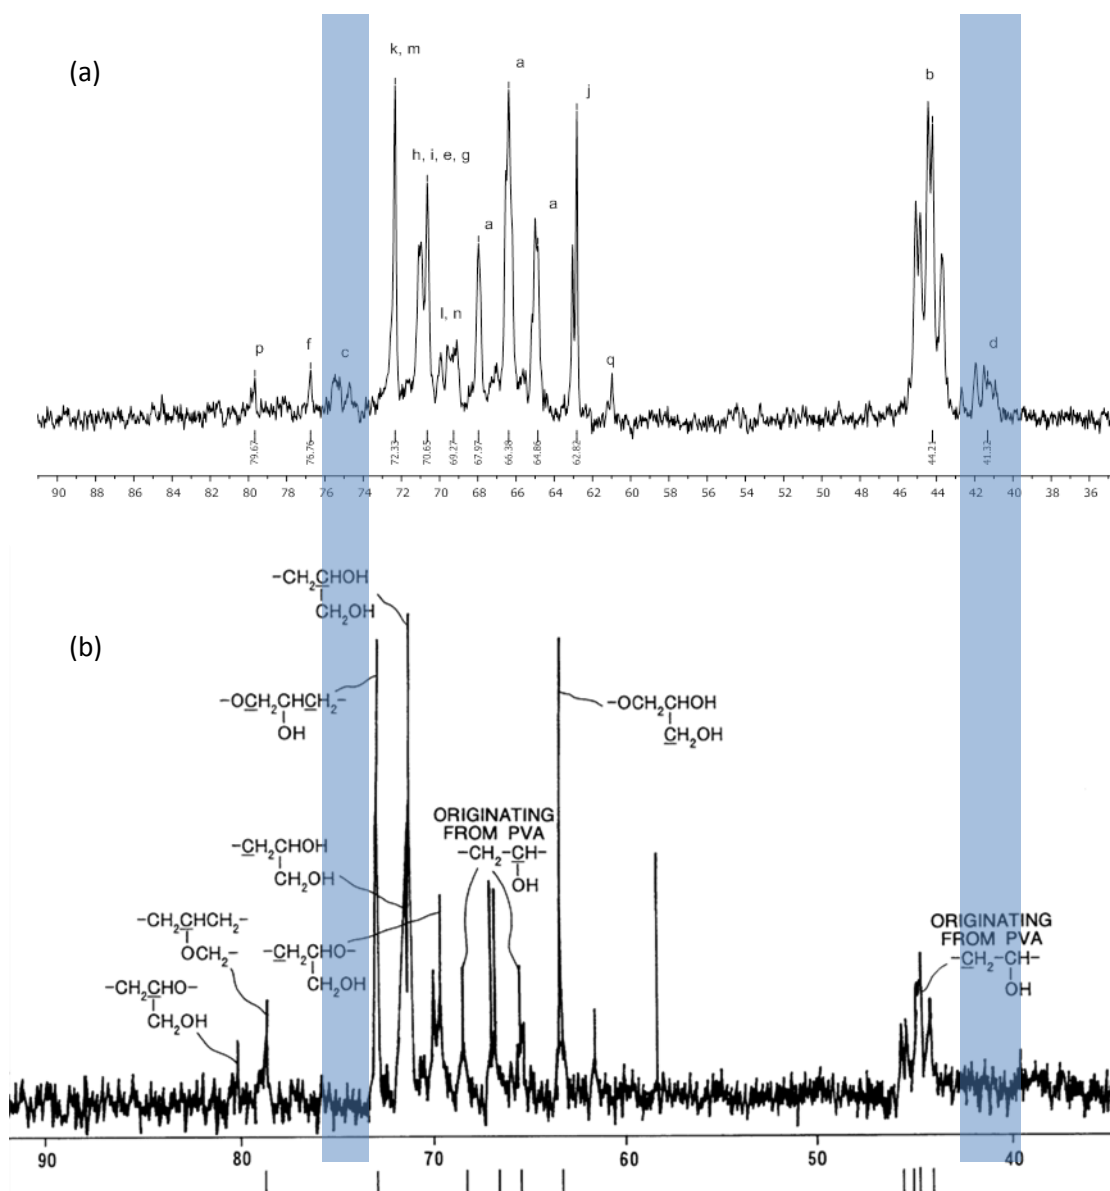 (a)
k, m
a
j
b
h, i, e, g
a
a
l, n
p
f
c
q
d
79.67
76.76
72.33
70.65
69.27
67.97
66.38
64.86
62.82
44.21
41.32
90 88 86 84 82 80 78 76 74 72 70 68 66 64 62 60 58 56 54 52 50 48 46 44 42 40 38 36
(b)
-CH₂CHOH
CH₂OH
-OCH₂CHCH₂-
OH
-OCH₂CHOH
CH₂OH
ORIGINATING
FROM PVA
-CH₂-CH-
OH
-CH₂CHOH
CH₂OH
-CH₂CHCH₂-
OCH₂-
-CH₂CHO-
CH₂OH
-CH₂CHO-
CH₂OH
ORIGINATING
FROM PVA
-CH₂-CH-
OH
90 80 70 60 50 40